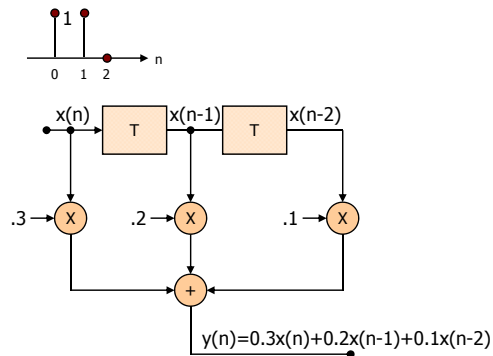 1
n
0 1 2
x(n) x(n-1) x(n-2)
T T
.3 X .2 X .1 X
+
y(n)=0.3x(n)+0.2x(n-1)+0.1x(n-2)